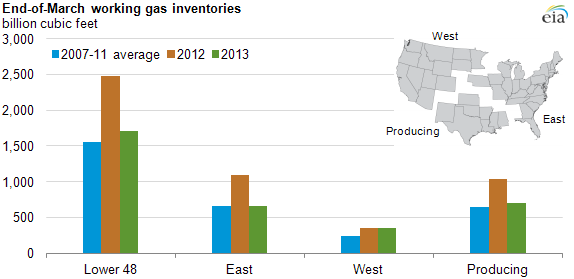 End-of-March working gas inventories
billion cubic feet
eia
3,000
2,500
2,000
1,500
1,000
500
0
2007-11 average 2012 2013
West
East
Producing
Lower 48 East West Producing